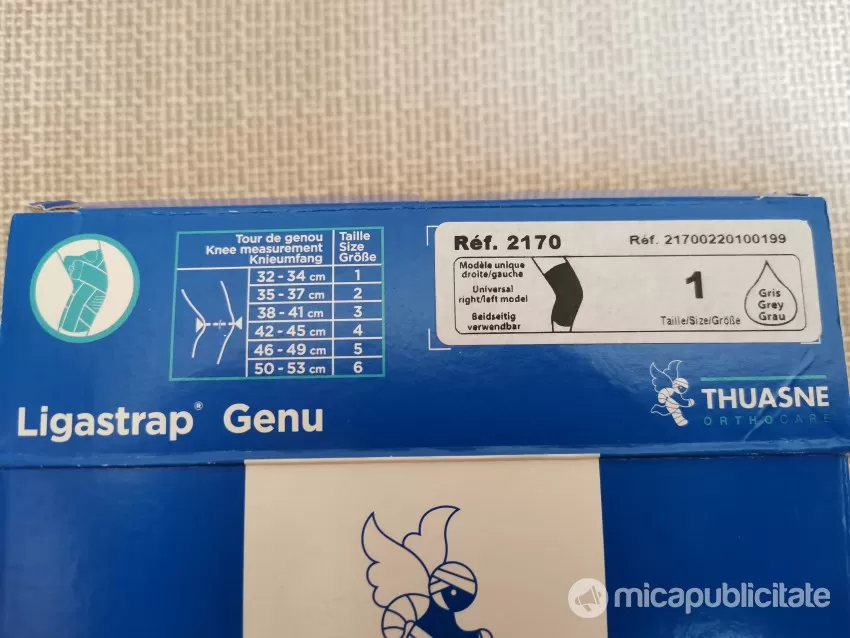 Tour de genou
Knee measurement
Knieumfang
Taille
Size
Größe
32 - 34 cm 1
35 - 37 cm 2
38 - 41 cm 3
42 - 45 cm 4
46 - 49 cm 5
50 - 53 cm 6
Réf. 2170
Réf. 21700220100199
Modèle unique
droite/gauche
Universal
right/left model
Beidseitig
verwendbar
1
Taille/Size/Größe
Gris
Grey
Grau
Ligastrap® Genu
THUASNE
ORTHOCARE
micapublicitate